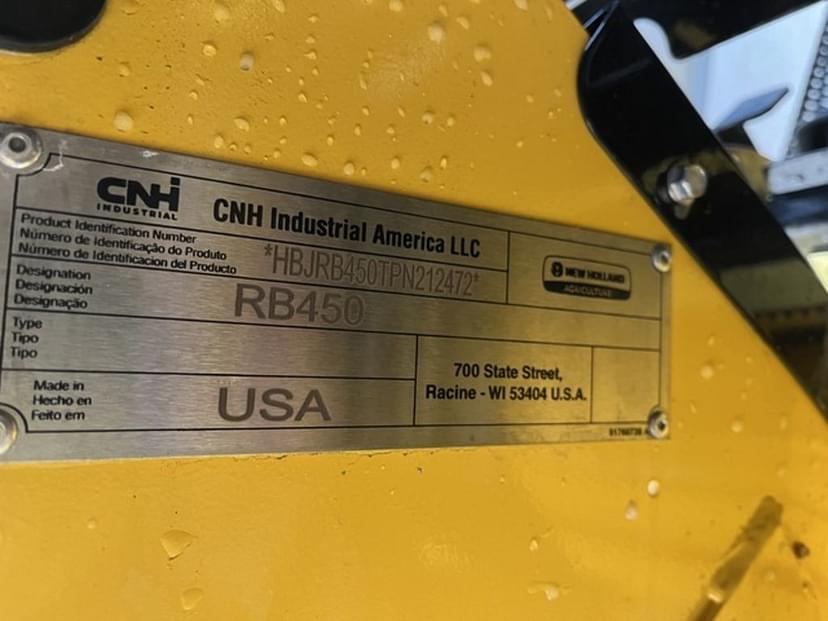 CNH
INDUSTRIAL
CNH Industrial America LLC
Product Identification Number
Número de Identificação do Produto
Número de Identificacion del Producto
*HBJRB450TPN212472*
NEW HOLLAND
AGRICULTURE
Designation
Designación
Designação
RB450
Type
Tipo
Tipo
700 State Street,
Racine - WI 53404 U.S.A.
Made in
Hecho en
Feito em
USA